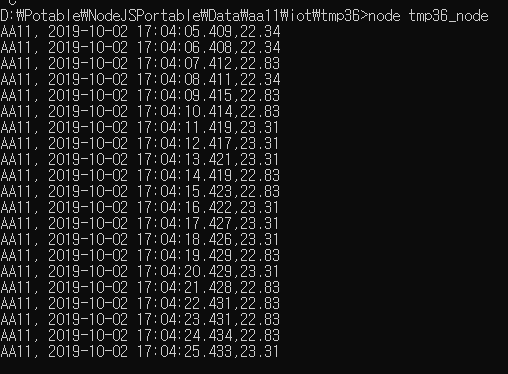 ^C
D:₩Potable₩NodeJSPortable₩Data₩aa11₩iot₩tmp36>node tmp36_node
AA11, 2019-10-02 17:04:05.409,22.34
AA11, 2019-10-02 17:04:06.408,22.34
AA11, 2019-10-02 17:04:07.412,22.83
AA11, 2019-10-02 17:04:08.411,22.34
AA11, 2019-10-02 17:04:09.415,22.83
AA11, 2019-10-02 17:04:10.414,22.83
AA11, 2019-10-02 17:04:11.419,23.31
AA11, 2019-10-02 17:04:12.417,23.31
AA11, 2019-10-02 17:04:13.421,23.31
AA11, 2019-10-02 17:04:14.419,22.83
AA11, 2019-10-02 17:04:15.423,22.83
AA11, 2019-10-02 17:04:16.422,23.31
AA11, 2019-10-02 17:04:17.427,23.31
AA11, 2019-10-02 17:04:18.426,23.31
AA11, 2019-10-02 17:04:19.429,22.83
AA11, 2019-10-02 17:04:20.429,23.31
AA11, 2019-10-02 17:04:21.428,22.83
AA11, 2019-10-02 17:04:22.431,22.83
AA11, 2019-10-02 17:04:23.431,22.83
AA11, 2019-10-02 17:04:24.434,22.83
AA11, 2019-10-02 17:04:25.433,23.31